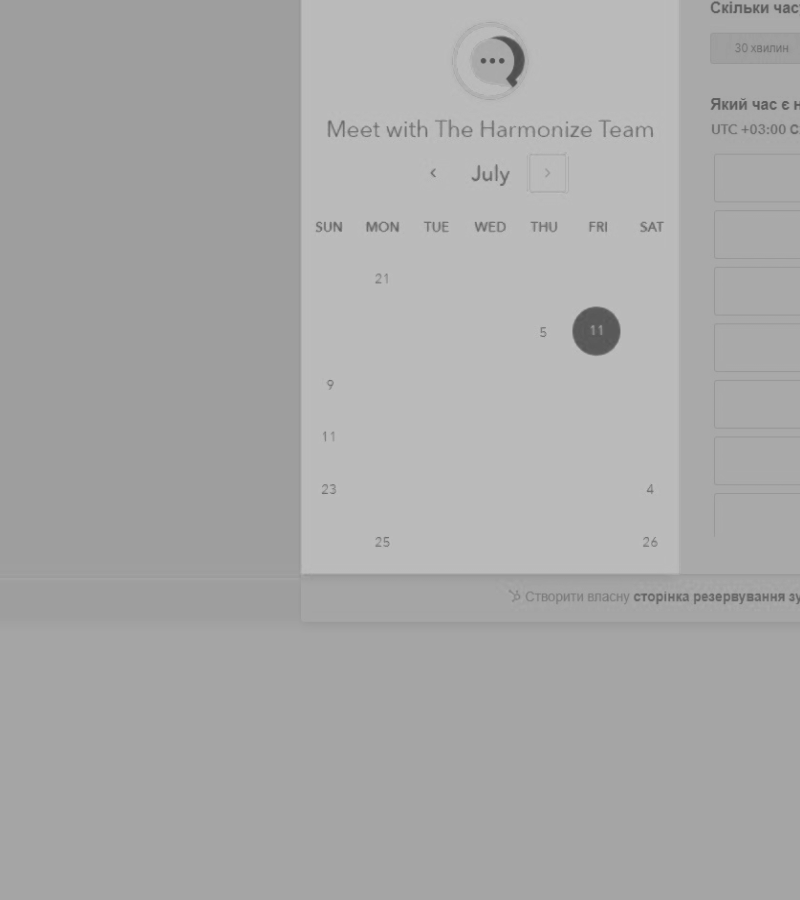 Скільки час
30 хвилин
Meet with The Harmonize Team
Який час є н
UTC +03:00 С
July
SUN MON TUE WED THU FRI SAT
21
5 11
9
11
23 4
25 26
Створити власну сторінка резервування зу